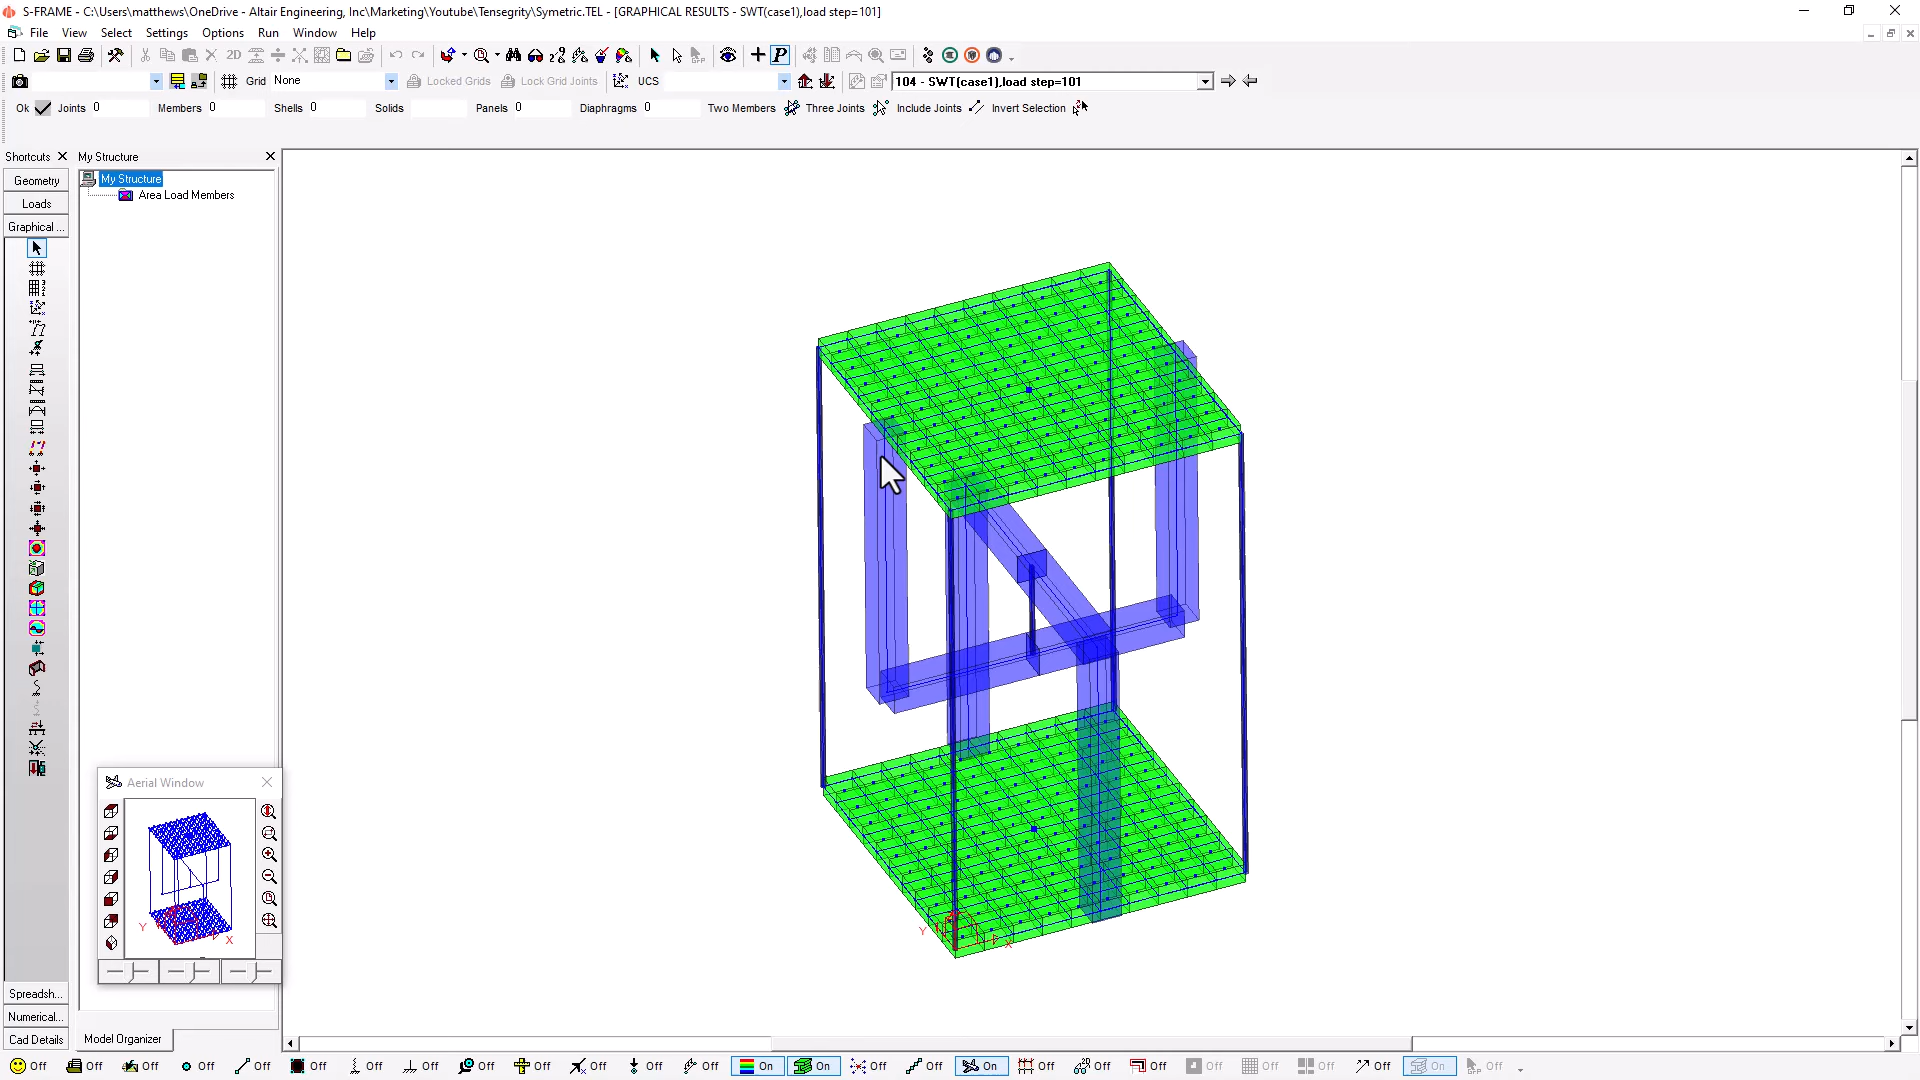 S-FRAME - C:\Users\matthews\OneDrive - Altair Engineering, Inc\Marketing\Youtube\Tensegrity\Symetric.TEL - [GRAPHICAL RESULTS - SWT(case1),load step=101]
File View Select Settings Options Run Window Help
2D P
Grid None Locked Grids Lock Grid Joints UCS 104 - SWT(case1),load step=101
Ok Joints 0 Members 0 Shells 0 Solids Panels 0 Diaphragms 0 Two Members Three Joints Include Joints Invert Selection
Shortcuts My Structure
Geometry My Structure
Loads Area Load Members
Graphical ...
Aerial Window
Y X
Y X
Spreadsh...
Numerical...
Cad Details Model Organizer
Off Off Off Off Off Off Off Off Off Off Off Off Off On On Off Off On Off Off Off Off Off Off Off On Off